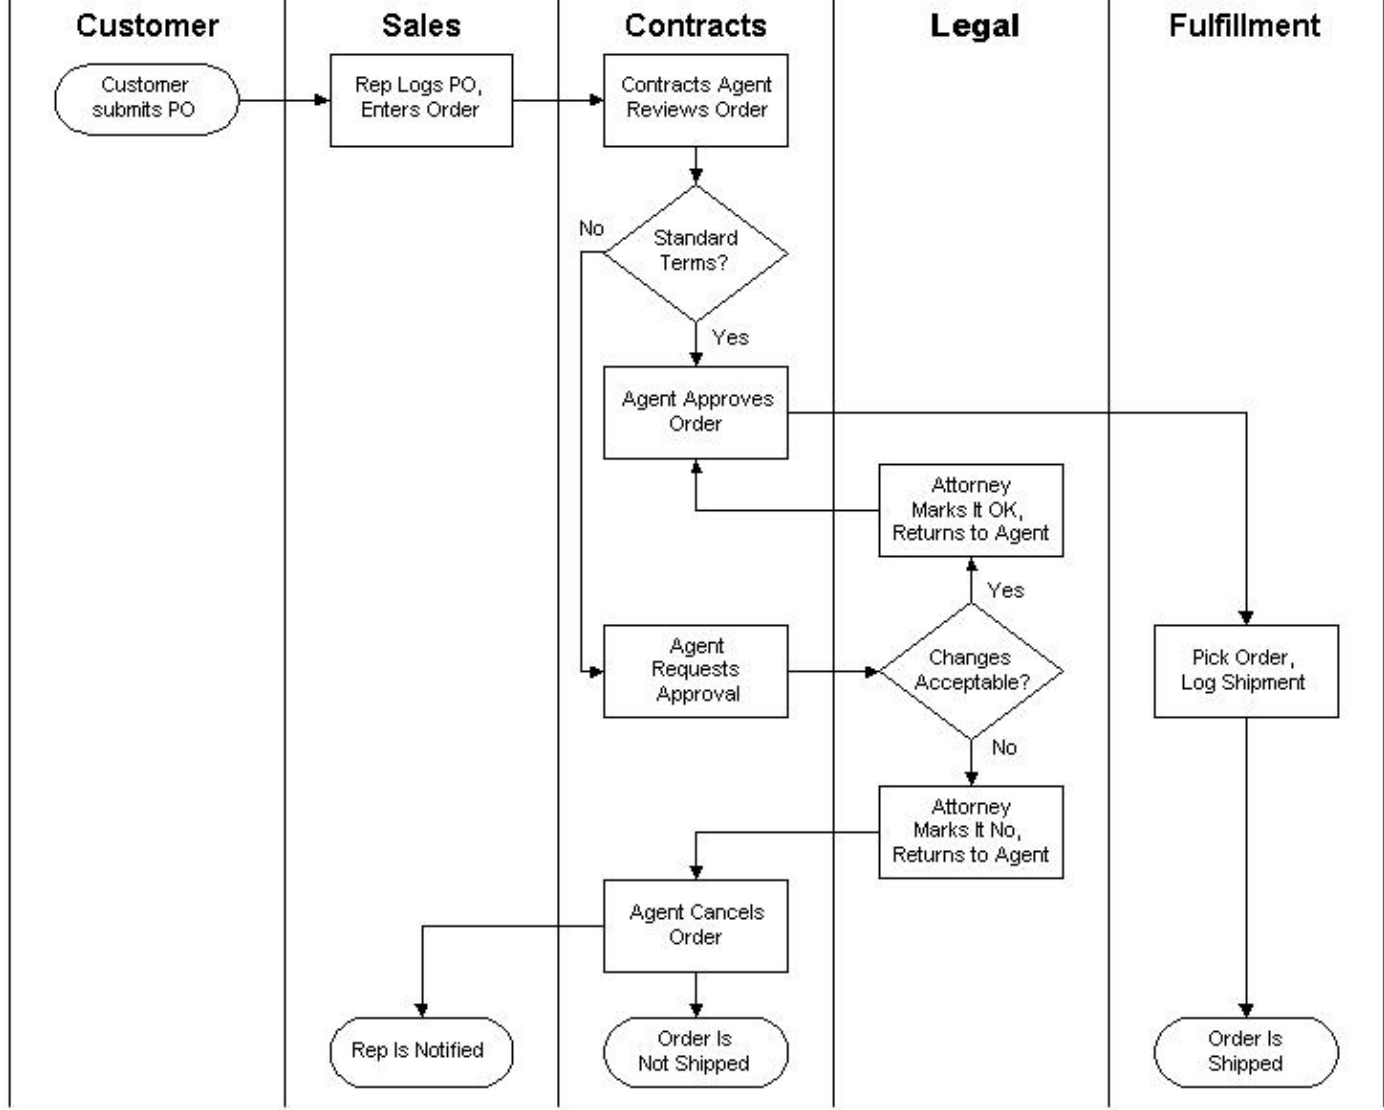 Customer
Sales
Contracts
Legal
Fulfillment
Customer
submits PO
Rep Logs PO,
Enters Order
Contracts Agent
Reviews Order
No
Standard
Terms?
Yes
Agent Approves
Order
Attorney
Marks It OK,
Returns to Agent
Yes
Agent
Requests
Approval
Changes
Acceptable?
Pick Order,
Log Shipment
No
Attorney
Marks It No,
Returns to Agent
Agent Cancels
Order
Rep Is Notified
Order Is
Not Shipped
Order Is
Shipped